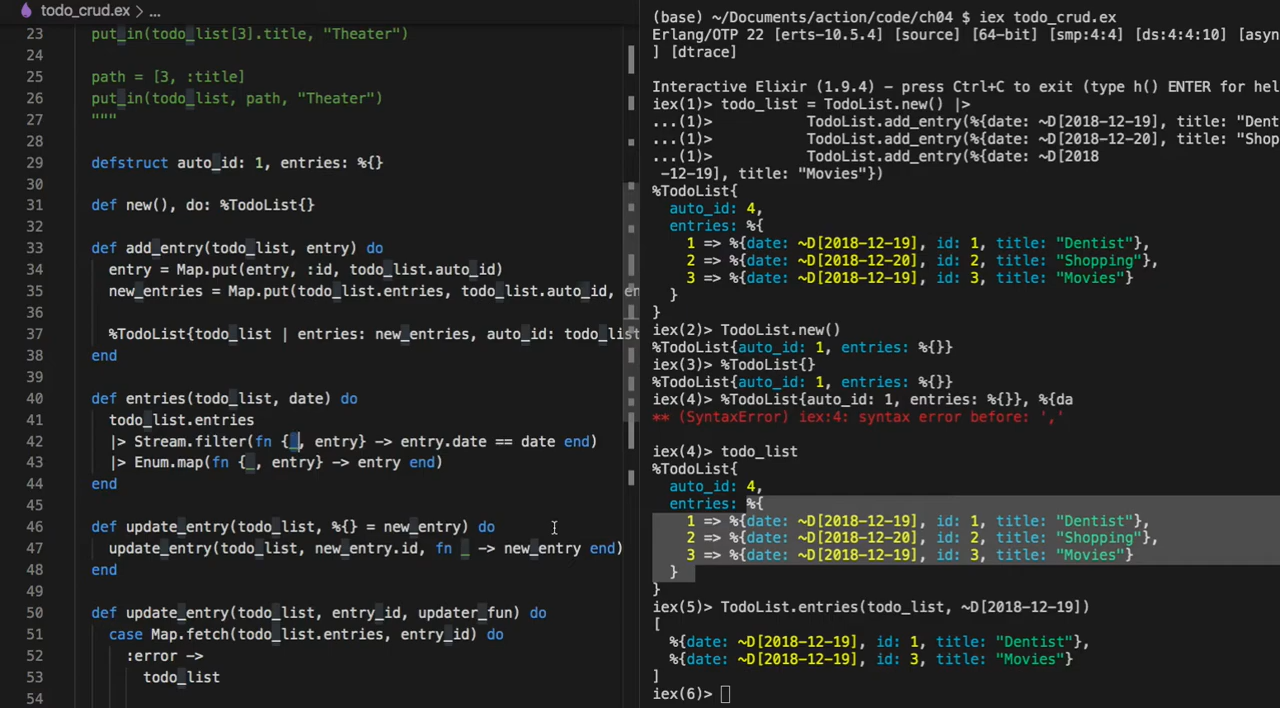 todo_crud.ex > ...
23 put_in(todo_list[3].title, "Theater")
24
25 path = [3, :title]
26 put_in(todo_list, path, "Theater")
27 """
28
29 defstruct auto_id: 1, entries: %{}
30
31 def new(), do: %TodoList{}
32
33 def add_entry(todo_list, entry) do
34 entry = Map.put(entry, :id, todo_list.auto_id)
35 new_entries = Map.put(todo_list.entries, todo_list.auto_id, en
36
37 %TodoList{todo_list | entries: new_entries, auto_id: todo_list
38 end
39
40 def entries(todo_list, date) do
41 todo_list.entries
42 |> Stream.filter(fn {_, entry} -> entry.date == date end)
43 |> Enum.map(fn {_, entry} -> entry end)
44 end
45
46 def update_entry(todo_list, %{} = new_entry) do
47 update_entry(todo_list, new_entry.id, fn _ -> new_entry end)
48 end
49
50 def update_entry(todo_list, entry_id, updater_fun) do
51 case Map.fetch(todo_list.entries, entry_id) do
52 :error ->
53 todo_list
54
(base) ~/Documents/action/code/ch04 $ iex todo_crud.ex
Erlang/OTP 22 [erts-10.5.4] [source] [64-bit] [smp:4:4] [ds:4:4:10] [asyn
] [dtrace]
Interactive Elixir (1.9.4) - press Ctrl+C to exit (type h() ENTER for hel
iex(1)> todo_list = TodoList.new() |>
...(1)> TodoList.add_entry(%{date: ~D[2018-12-19], title: "Dent
...(1)> TodoList.add_entry(%{date: ~D[2018-12-20], title: "Shop
...(1)> TodoList.add_entry(%{date: ~D[2018
-12-19], title: "Movies"})
%TodoList{
auto_id: 4,
entries: %{
1 => %{date: ~D[2018-12-19], id: 1, title: "Dentist"},
2 => %{date: ~D[2018-12-20], id: 2, title: "Shopping"},
3 => %{date: ~D[2018-12-19], id: 3, title: "Movies"}
}
}
iex(2)> TodoList.new()
%TodoList{auto_id: 1, entries: %{}}
iex(3)> %TodoList{}
%TodoList{auto_id: 1, entries: %{}}
iex(4)> %TodoList{auto_id: 1, entries: %{}}, %{da
** (SyntaxError) iex:4: syntax error before: ','
iex(4)> todo_list
%TodoList{
auto_id: 4,
entries: %{
1 => %{date: ~D[2018-12-19], id: 1, title: "Dentist"},
2 => %{date: ~D[2018-12-20], id: 2, title: "Shopping"},
3 => %{date: ~D[2018-12-19], id: 3, title: "Movies"}
}
}
iex(5)> TodoList.entries(todo_list, ~D[2018-12-19])
[
%{date: ~D[2018-12-19], id: 1, title: "Dentist"},
%{date: ~D[2018-12-19], id: 3, title: "Movies"}
]
iex(6)>